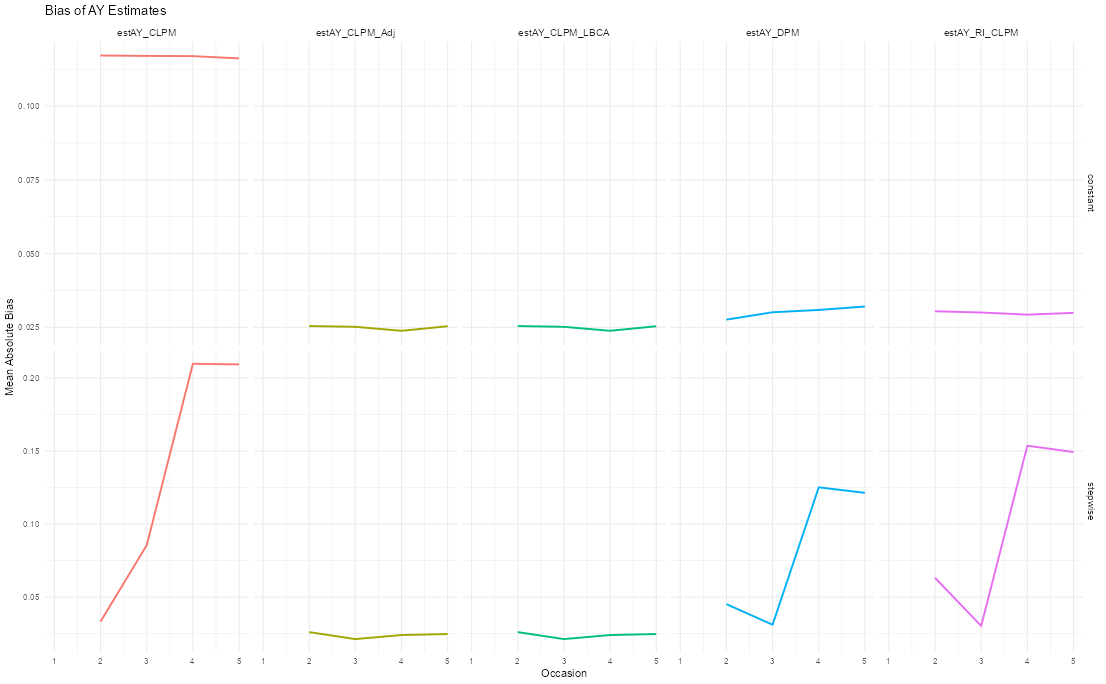 Bias of AY Estimates
estAY_CLPM
estAY_CLPM_Adj
estAY_CLPM_LBCA
estAY_DPM
estAY_RI_CLPM
0.100
0.075
0.050
0.025
constant
Mean Absolute Bias
0.20
0.15
0.10
0.05
stepwise
1 2 3 4 5
1 2 3 4 5
1 2 3 4 5
1 2 3 4 5
1 2 3 4 5
Occasion